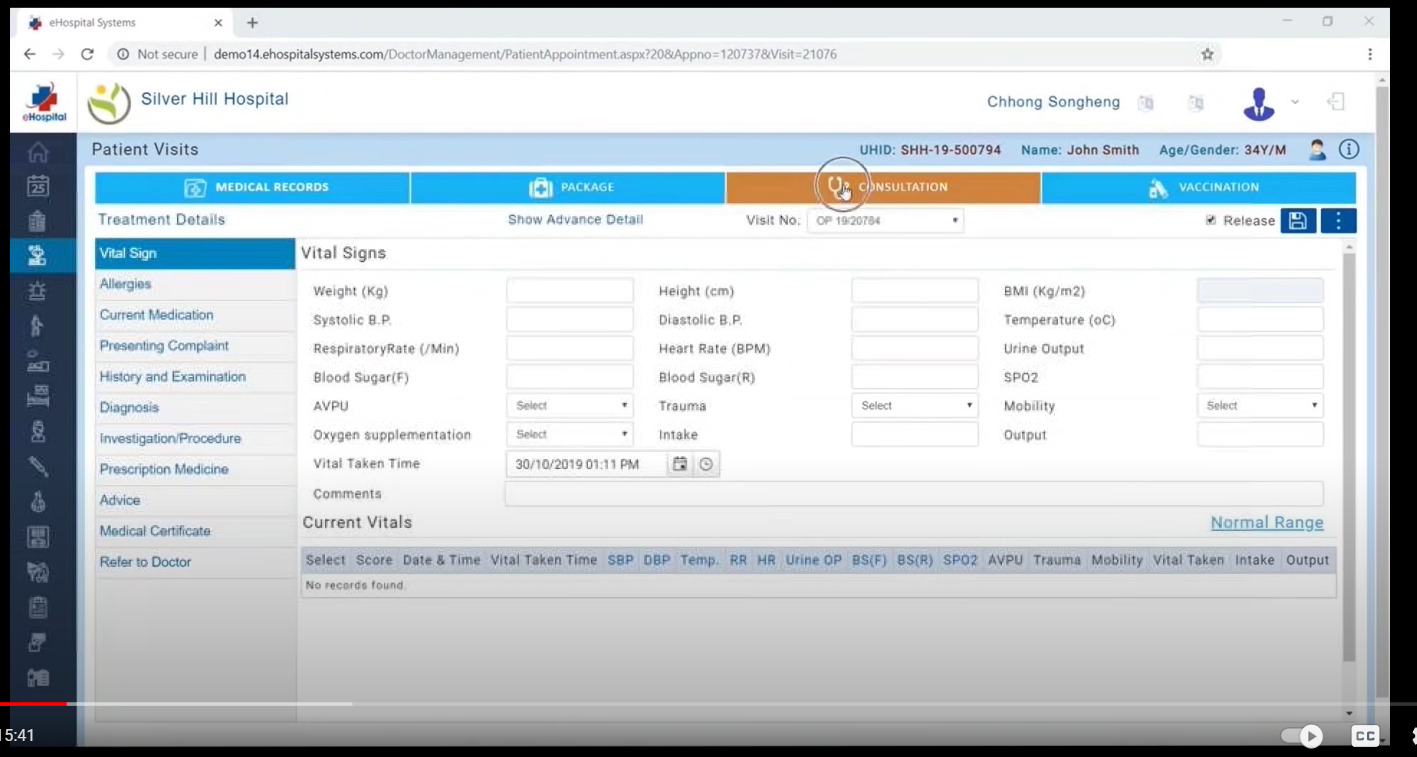 eHospital Systems
Not secure | demo14.ehospitalsystems.com/DoctorManagement/PatientAppointment.aspx?20&Appno=120737&Visit=21076
eHospital
Silver Hill Hospital
Chhong Songheng
Patient Visits
UHID: SHH-19-500794 Name: John Smith Age/Gender: 34Y/M
25
MEDICAL RECORDS
PACKAGE
CONSULTATION
VACCINATION
Treatment Details
Show Advance Detail
Visit No. OP 19/20784
Release
Vital Sign
Allergies
Current Medication
Presenting Complaint
History and Examination
Diagnosis
Investigation/Procedure
Prescription Medicine
Advice
Medical Certificate
Refer to Doctor
Vital Signs
Weight (Kg) Height (cm) BMI (Kg/m2)
Systolic B.P. Diastolic B.P. Temperature (oC)
RespiratoryRate (/Min) Heart Rate (BPM) Urine Output
Blood Sugar(F) Blood Sugar(R) SPO2
AVPU Select Trauma Select Mobility Select
Oxygen supplementation Select Intake Output
Vital Taken Time 30/10/2019 01:11 PM
Comments
Current Vitals
Normal Range
Select Score Date & Time Vital Taken Time SBP DBP Temp. RR HR Urine OP BS(F) BS(R) SPO2 AVPU Trauma Mobility Vital Taken Intake Output
No records found.
15:41
CC